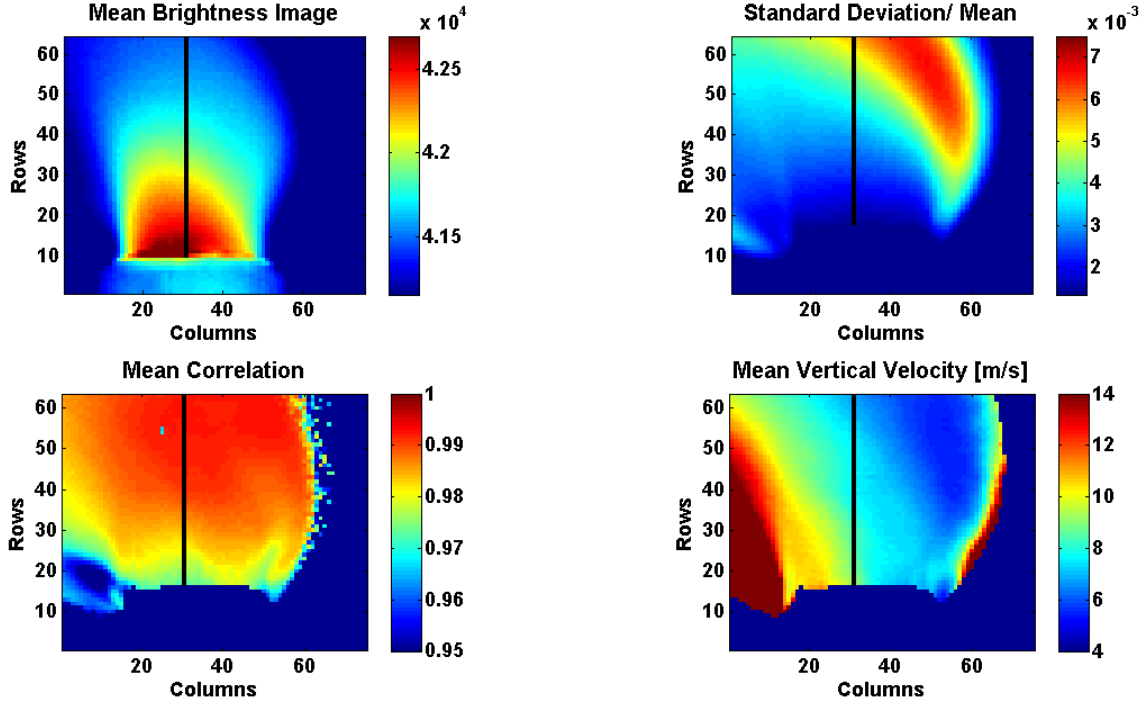 Mean Brightness Image
x 10^4
Rows
60
50
40
30
20
10
20 40 60
Columns
4.25
4.2
4.15
Standard Deviation/ Mean
x 10^-3
Rows
60
50
40
30
20
10
20 40 60
Columns
7
6
5
4
3
2
Mean Correlation
Rows
60
50
40
30
20
10
20 40 60
Columns
1
0.99
0.98
0.97
0.96
0.95
Mean Vertical Velocity [m/s]
Rows
60
50
40
30
20
10
20 40 60
Columns
14
12
10
8
6
4